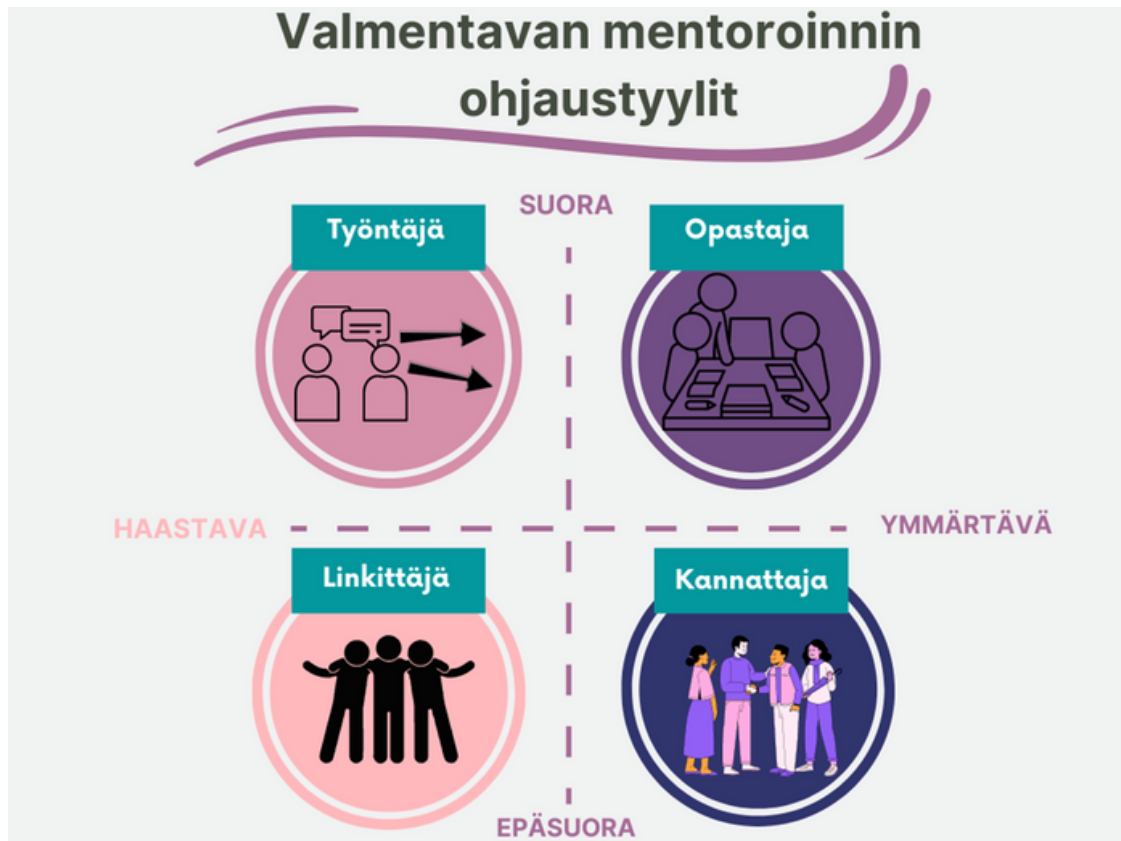 Valmentavan mentoroinnin
ohjaustyylit
SUORA
Työntäjä
Opastaja
HAASTAVA
YMMÄRTÄVÄ
Linkittäjä
Kannattaja
EPÄSUORA